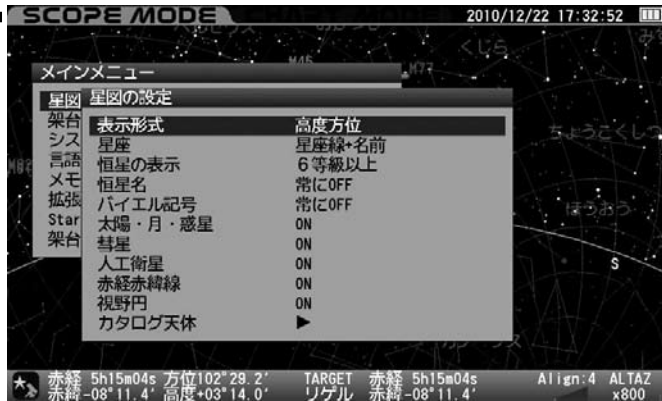 SCOPE MODE 2010/12/22 17:32:52
くじら
M45
M77
メインメニュー
星図 星図の設定
架台 表示形式 高度方位
シス 星座 星座線+名前
言語 恒星の表示 6等級以上
メモ 恒星名 常にOFF
拡張 バイエル記号 常にOFF
Star 太陽・月・惑星 ON
架台 彗星 ON
人工衛星 ON
赤経赤緯線 ON
視野円 ON
カタログ天体 ▶
ちょうこくしつ
ほうおう
S
赤経 5h15m04s 方位102°29.2′ TARGET 赤経 5h15m04s Align:4 ALTAZ
赤緯-08°11.4′ 高度+03°14.0′ リゲル 赤緯-08°11.4′ x800